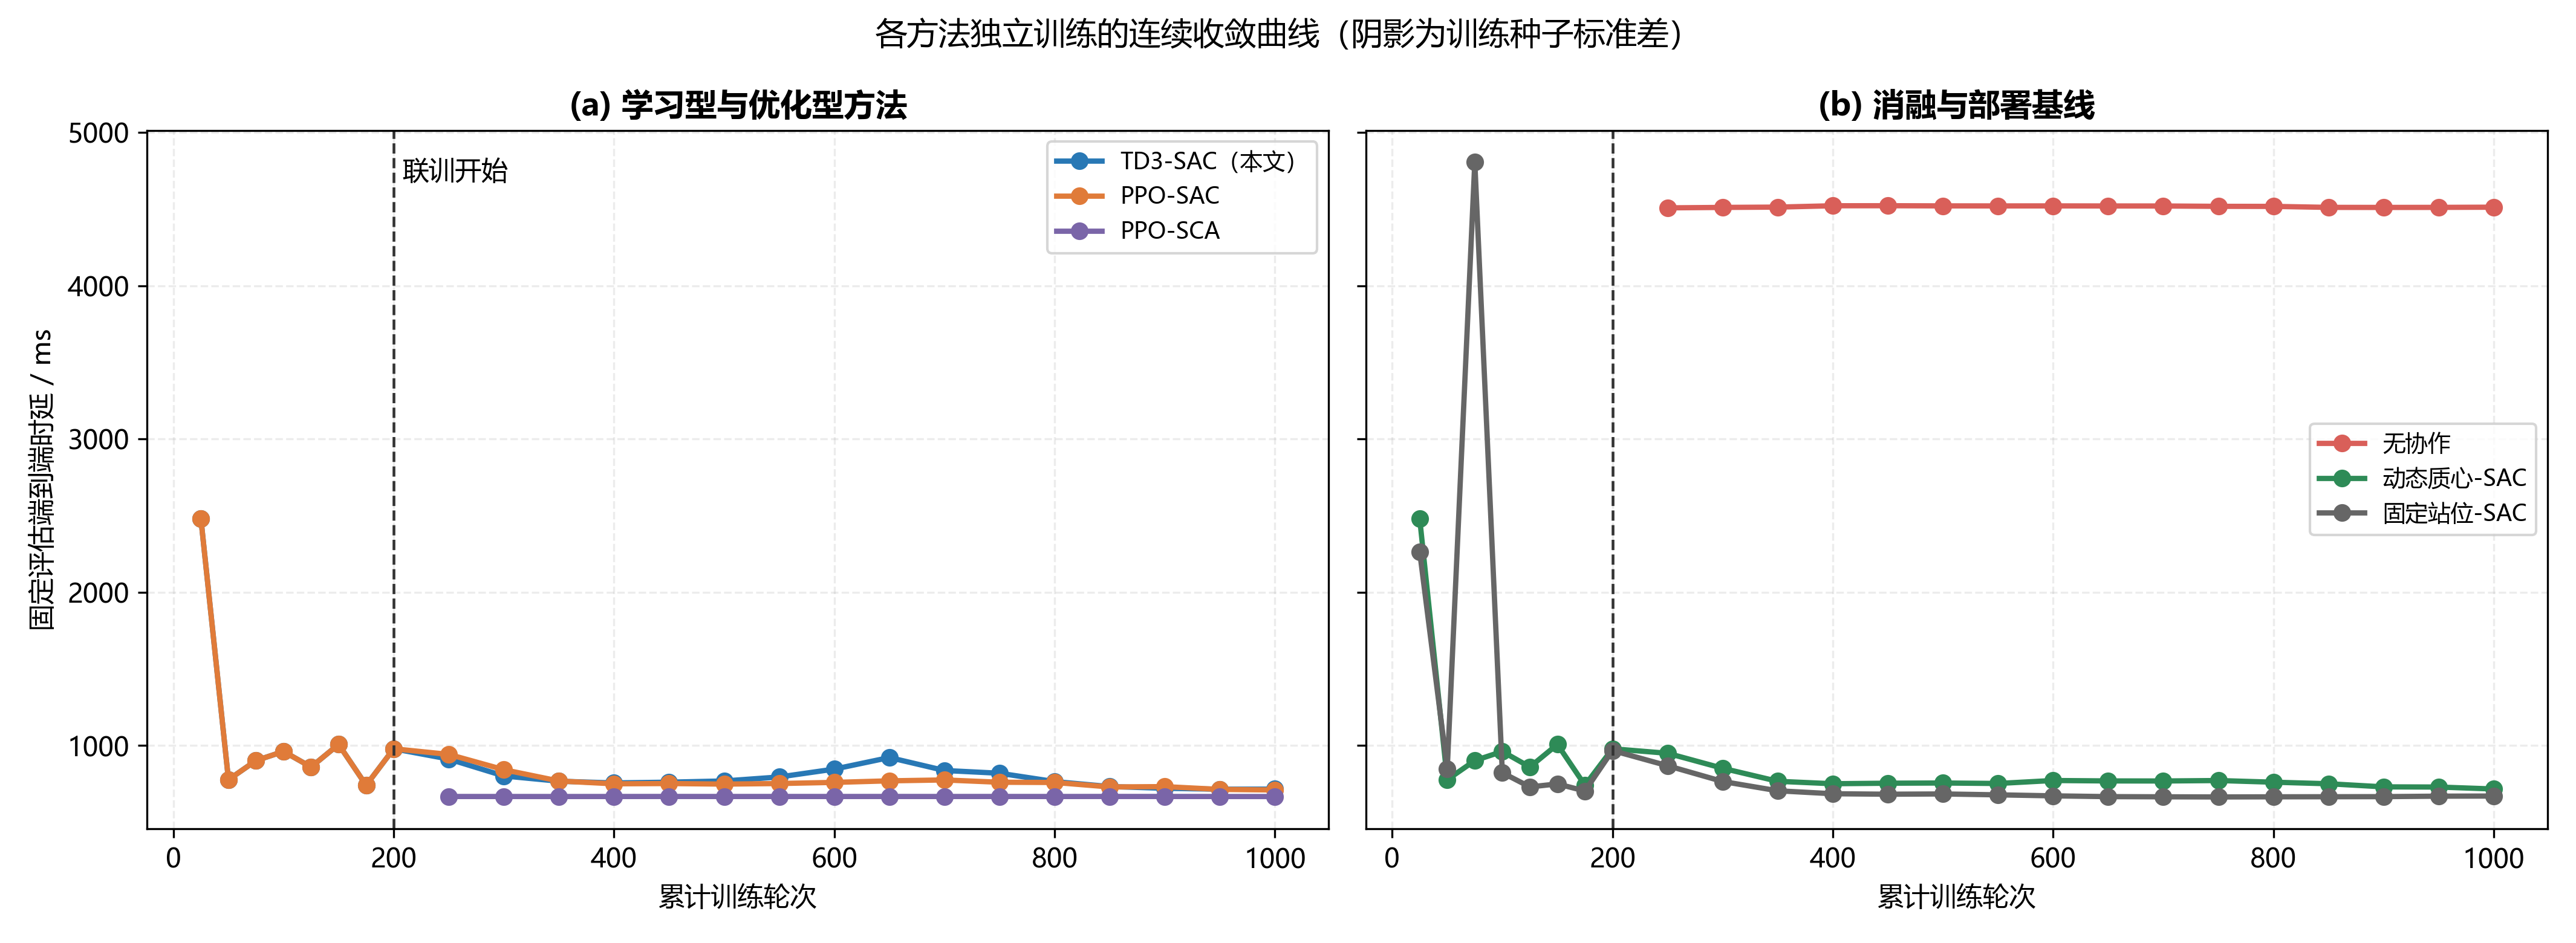 各方法独立训练的连续收敛曲线（阴影为训练种子标准差）
(a) 学习型与优化型方法
(b) 消融与部署基线
固定评估端到端时延 / ms
5000
4000
3000
2000
1000
联训开始
TD3-SAC（本文）
PPO-SAC
PPO-SCA
无协作
动态质心-SAC
固定站位-SAC
0
200
400
600
800
1000
0
200
400
600
800
1000
累计训练轮次
累计训练轮次